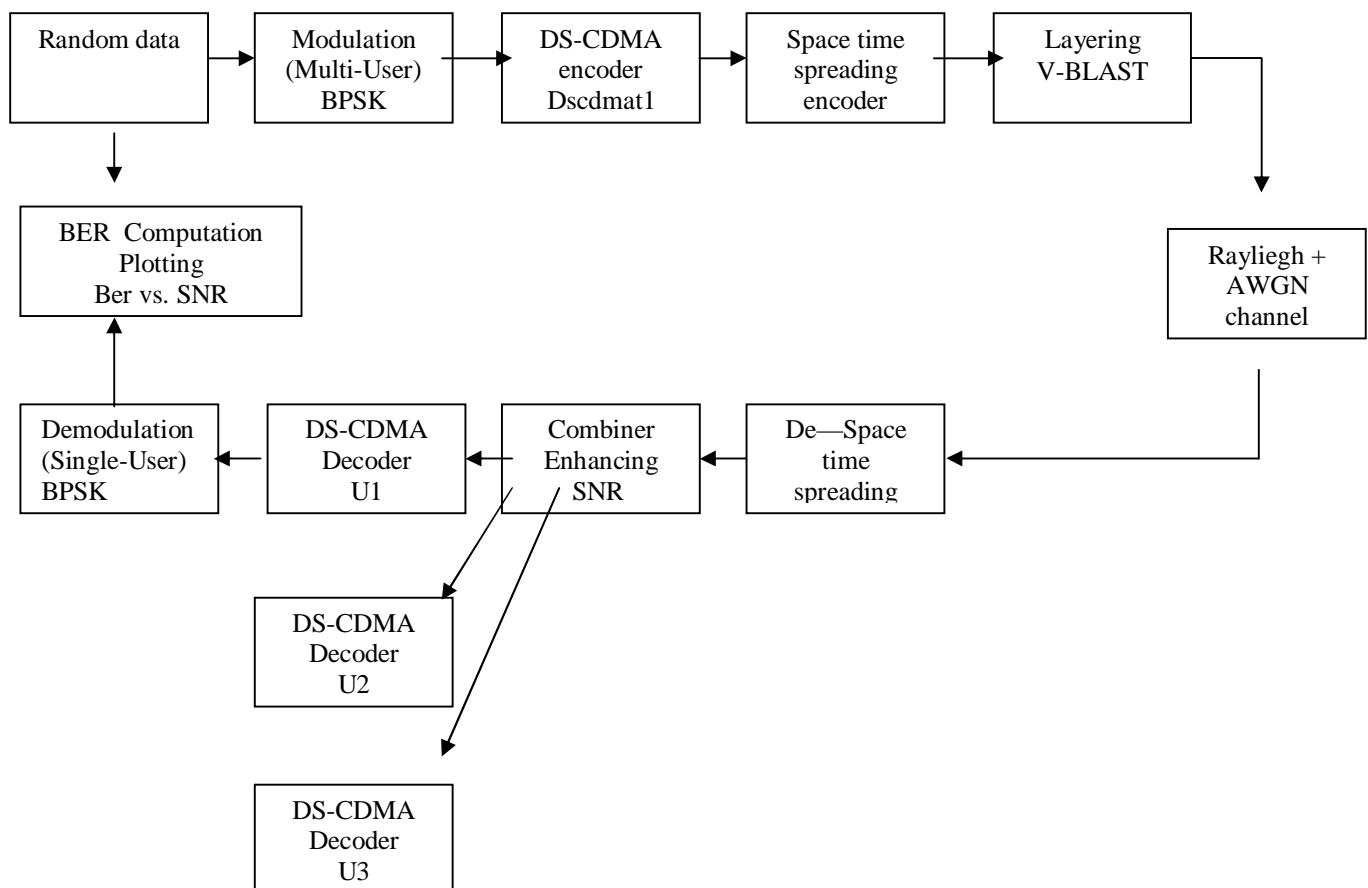 Random data
Modulation
(Multi-User)
BPSK
DS-CDMA
encoder
Dscdmat1
Space time
spreading
encoder
Layering
V-BLAST
BER Computation
Plotting
Ber vs. SNR
Rayliegh +
AWGN
channel
Demodulation
(Single-User)
BPSK
DS-CDMA
Decoder
U1
Combiner
Enhancing
SNR
De—Space
time
spreading
DS-CDMA
Decoder
U2
DS-CDMA
Decoder
U3